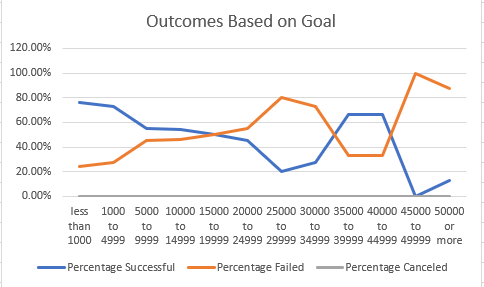 Outcomes Based on Goal
120.00%
100.00%
80.00%
60.00%
40.00%
20.00%
0.00%
less than 1000
1000 to 4999
5000 to 9999
10000 to 14999
15000 to 19999
20000 to 24999
25000 to 29999
30000 to 34999
35000 to 39999
40000 to 44999
45000 to 49999
50000 or more
Percentage Successful
Percentage Failed
Percentage Canceled